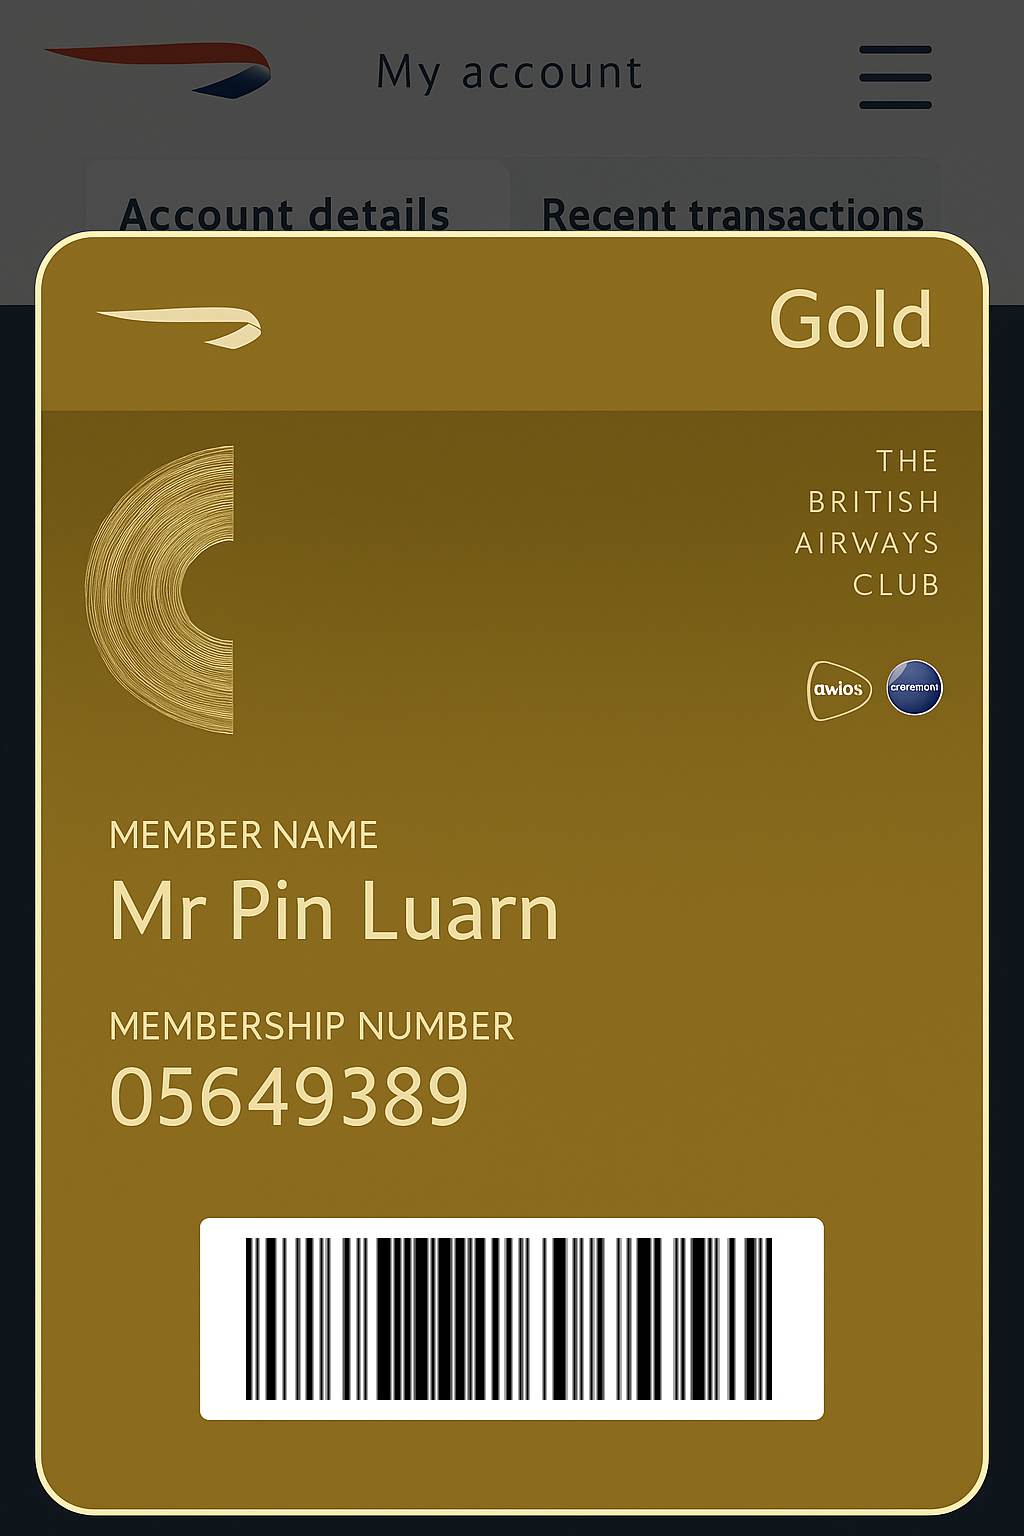 My account
Account details
Recent transactions
Gold
THE
BRITISH
AIRWAYS
CLUB
awios
creremont
MEMBER NAME
Mr Pin Luarn
MEMBERSHIP NUMBER
05649389